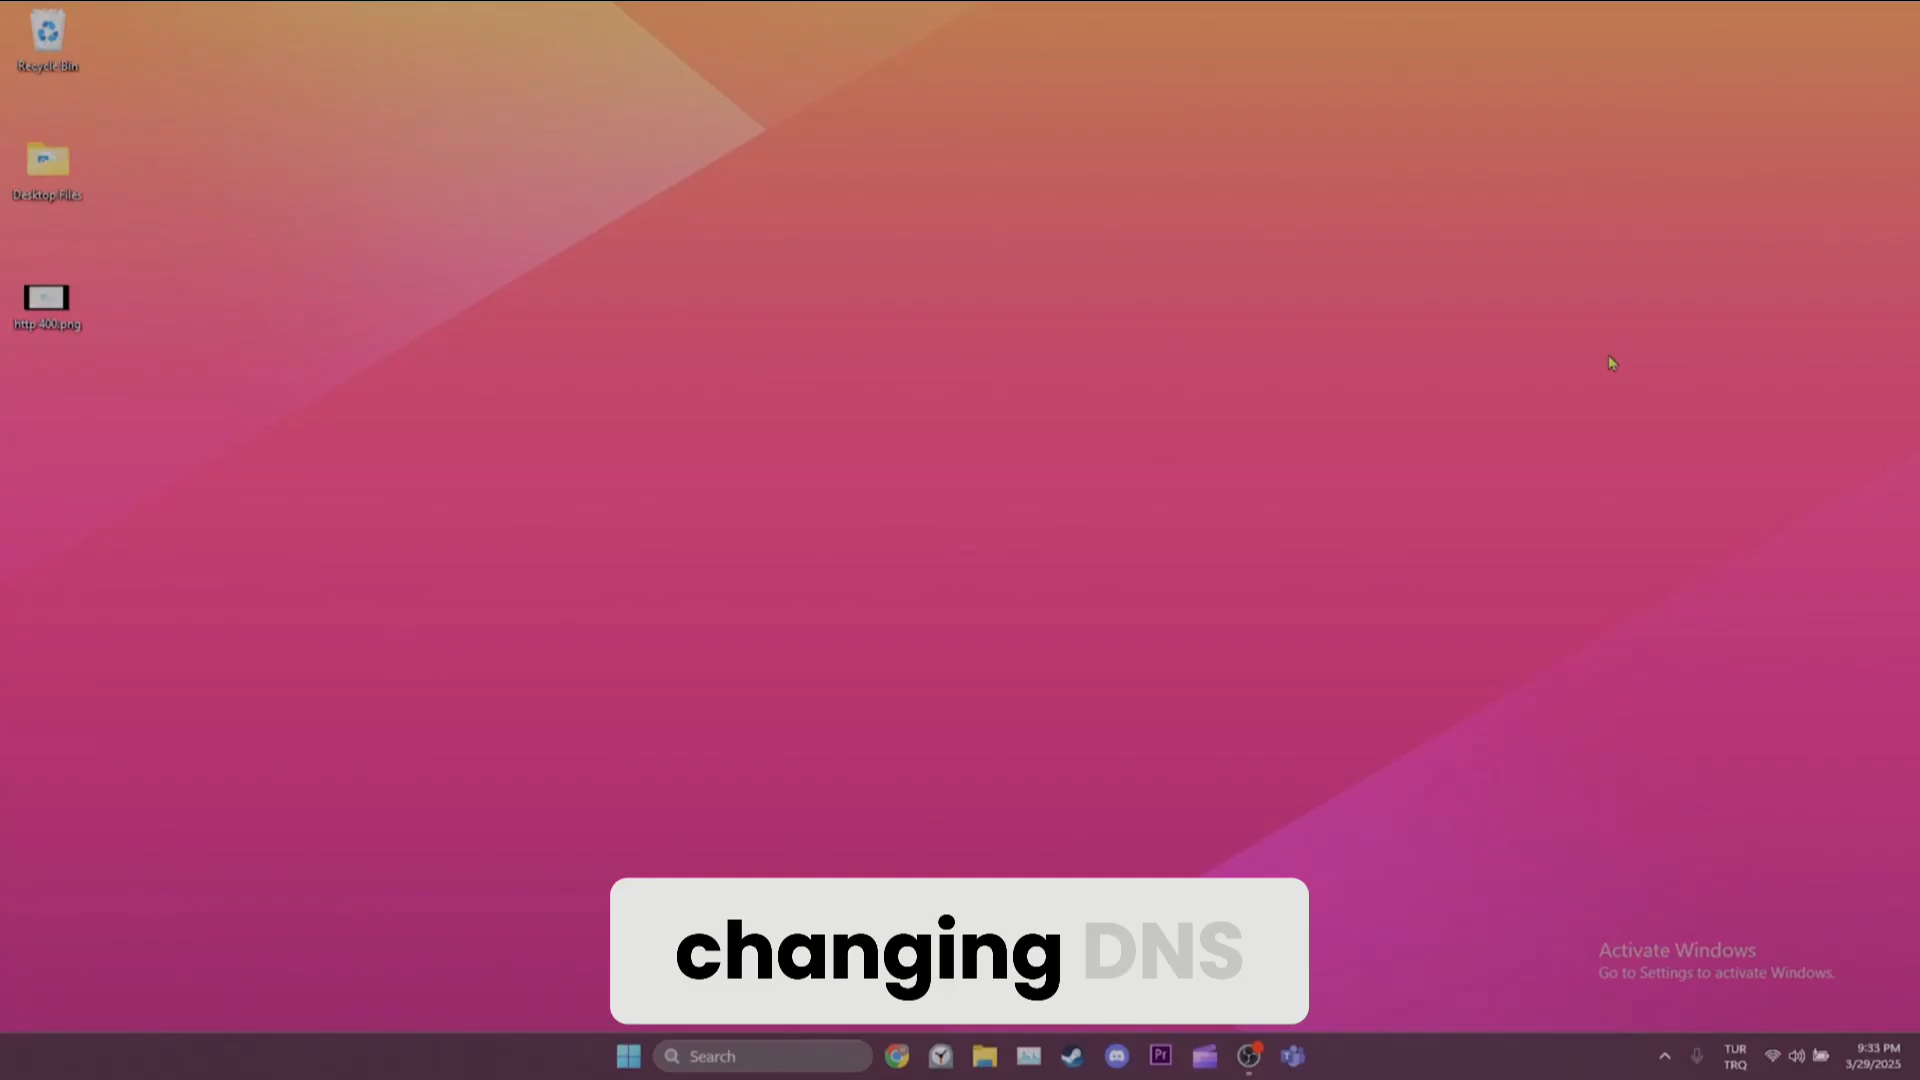 Recycle Bin
Desktop Files
http 400.png
changing DNS
Activate Windows
Go to Settings to activate Windows.
Search
Pr
TUR
TRQ
9:33 PM
3/29/2025